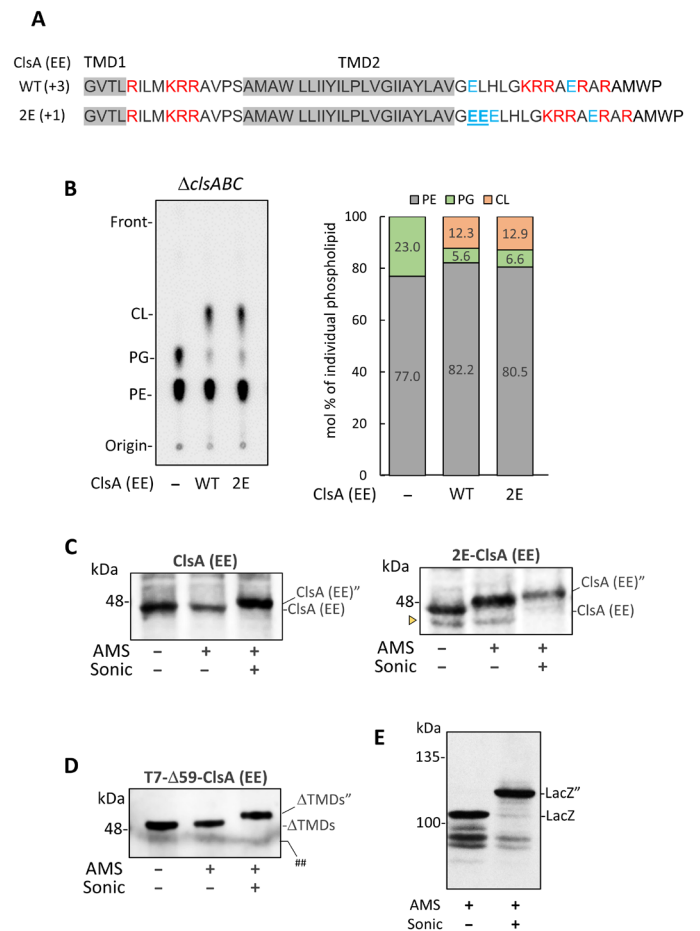 A
ClsA (EE) TMD1 TMD2
WT (+3) GVTLRILMKRRAVPSAMAWLLIIYILPLVGIIAYLAVGELHLGKRRAERARAMWP
2E (+1) GVTLRILMKRRAVPSAMAWLLIIYILPLVGIIAYLAVGEEELHLGKRRAERARAMWP
B
ΔclsABC
Front-
CL-
PG-
PE-
Origin-
ClsA (EE) – WT 2E
PE PG CL
mol % of individual phospholipid
100
80
60
40
20
0
23.0 12.3 12.9
5.6 6.6
77.0 82.2 80.5
ClsA (EE) – WT 2E
C
ClsA (EE)
kDa
48-
ClsA (EE)”
ClsA (EE)
AMS – + +
Sonic – – +
2E-ClsA (EE)
kDa
48-
ClsA (EE)”
ClsA (EE)
AMS – + +
Sonic – – +
D
T7-Δ59-ClsA (EE)
kDa
48-
ΔTMDs”
ΔTMDs
##
AMS – + +
Sonic – – +
E
kDa
135-
100-
LacZ”
LacZ
AMS + +
Sonic – +